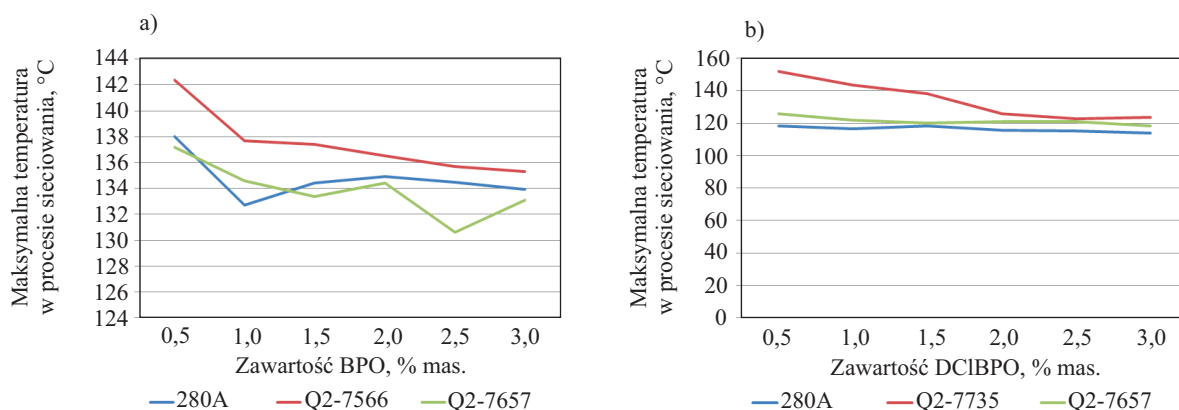 a)
Maksymalna temperatura
w procesie sieciowania, °C
144
142
140
138
136
134
132
130
128
126
124
0,5 1,0 1,5 2,0 2,5 3,0
Zawartość BPO, % mas.
280A Q2-7566 Q2-7657
b)
Maksymalna temperatura
w procesie sieciowania, °C
160
140
120
100
80
60
40
20
0
0,5 1,0 1,5 2,0 2,5 3,0
Zawartość DClBPO, % mas.
280A Q2-7735 Q2-7657